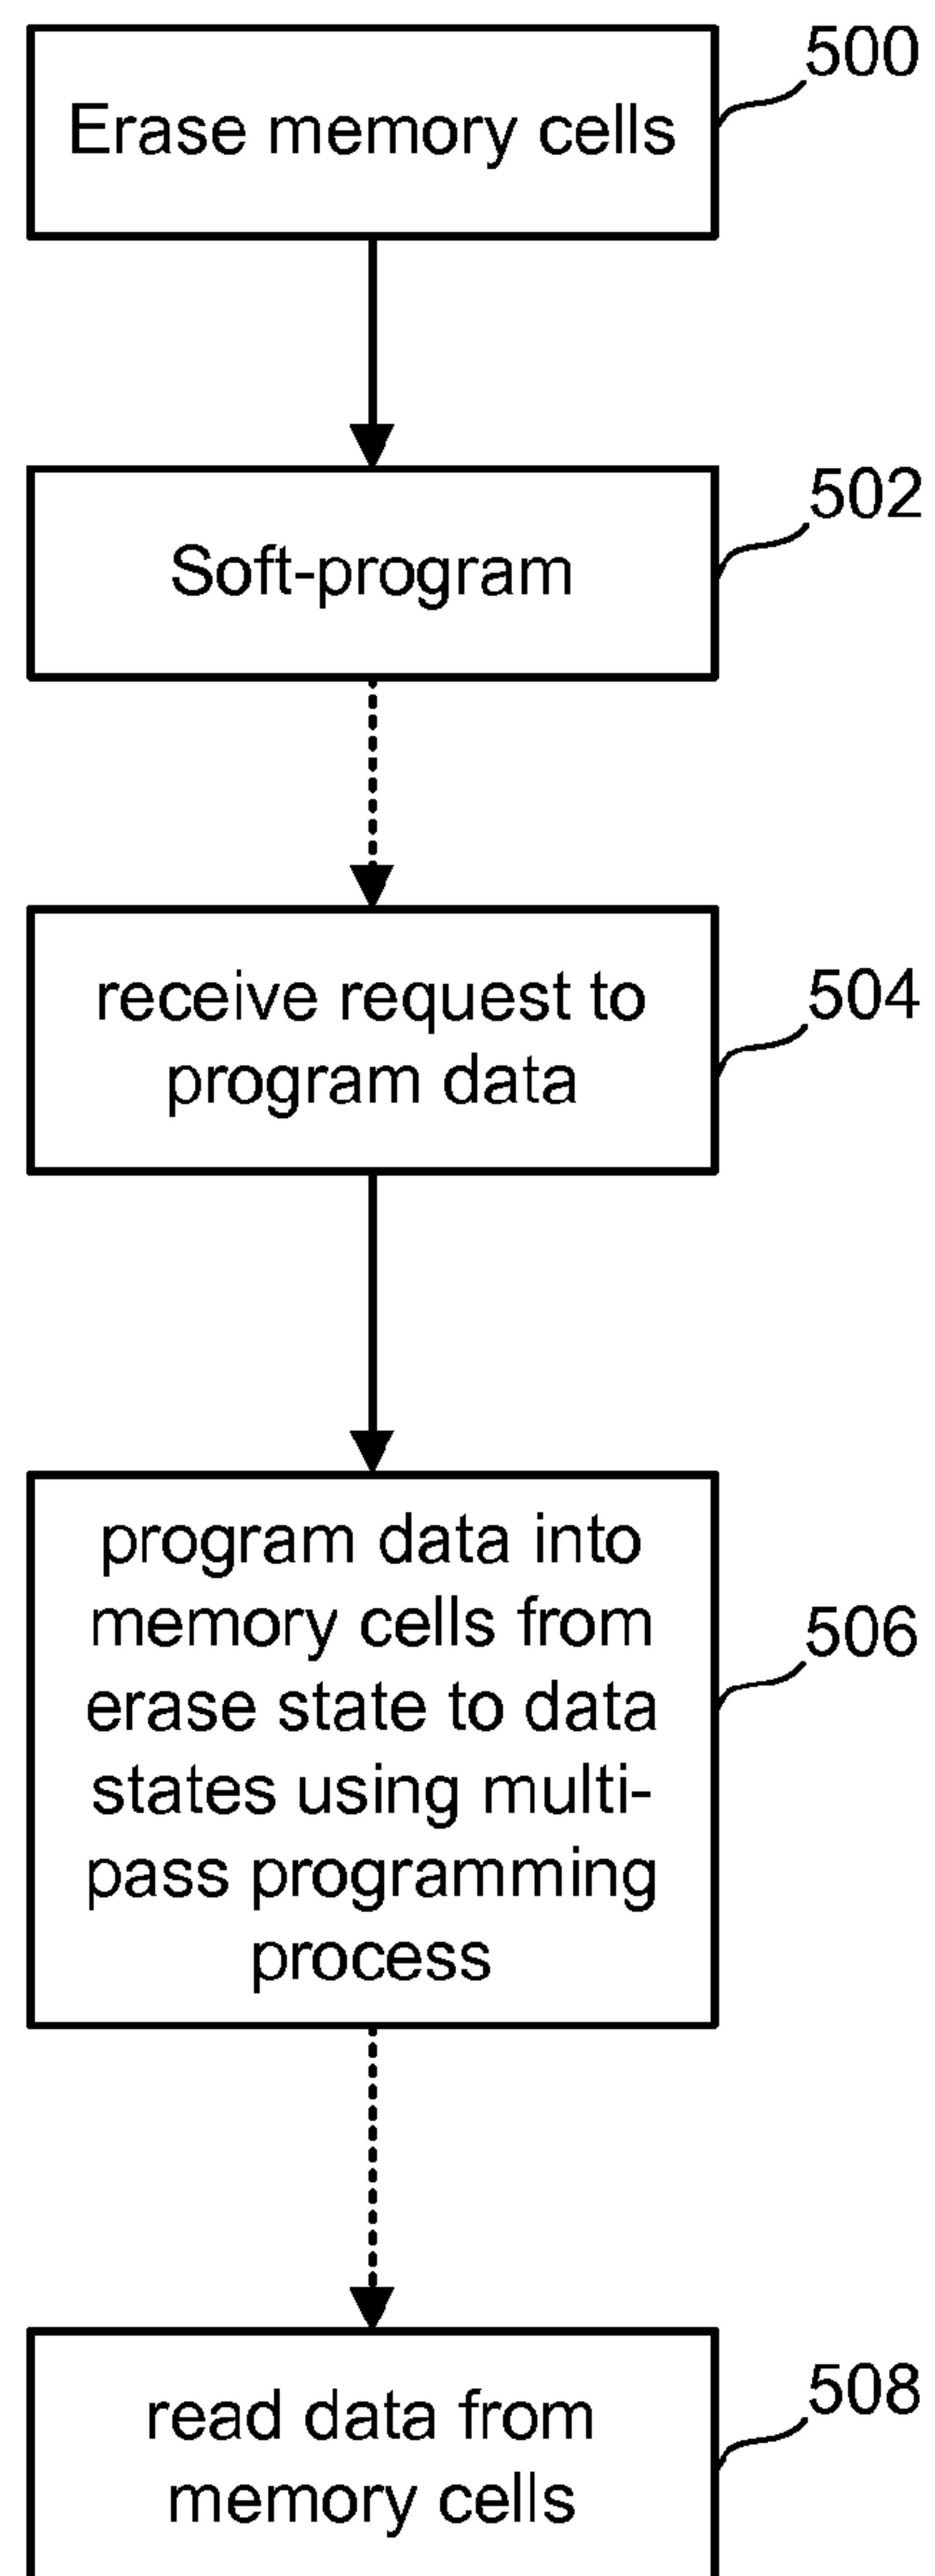 500
Erase memory cells
502
Soft-program
504
receive request to
program data
506
program data into
memory cells from
erase state to data
states using multi-
pass programming
process
508
read data from
memory cells